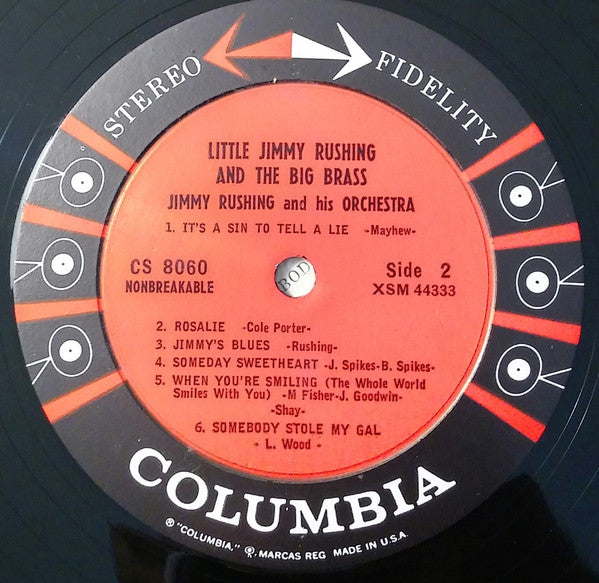 STEREO FIDELITY
LITTLE JIMMY RUSHING
AND THE BIG BRASS
JIMMY RUSHING and his ORCHESTRA
1. IT'S A SIN TO TELL A LIE -Mayhew-
CS 8060
NONBREAKABLE
BOD
Side 2
XSM 44333
2. ROSALIE -Cole Porter-
3. JIMMY'S BLUES -Rushing-
4. SOMEDAY SWEETHEART -J. Spikes-B. Spikes-
5. WHEN YOU'RE SMILING (The Whole World
Smiles With You) -M Fisher-J. Goodwin-
-Shay-
6. SOMEBODY STOLE MY GAL
- L. Wood -
COLUMBIA
® "COLUMBIA," ®, MARCAS REG MADE IN U.S.A.